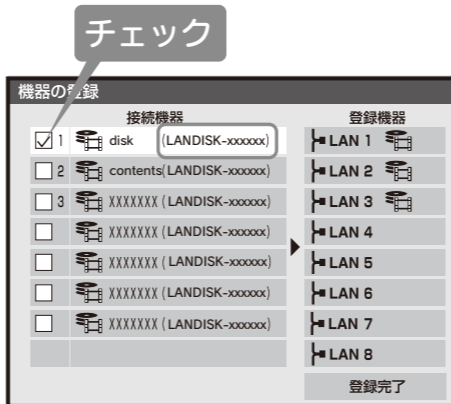 チェック
機器の登録
接続機器 登録機器
1 disk (LANDISK-xxxxxx) LAN 1
2 contents(LANDISK-xxxxxx) LAN 2
3 XXXXXXX (LANDISK-xxxxxx) LAN 3
XXXXXXX (LANDISK-xxxxxx) LAN 4
XXXXXXX (LANDISK-xxxxxx) LAN 5
XXXXXXX (LANDISK-xxxxxx) LAN 6
XXXXXXX (LANDISK-xxxxxx) LAN 7
LAN 8
登録完了